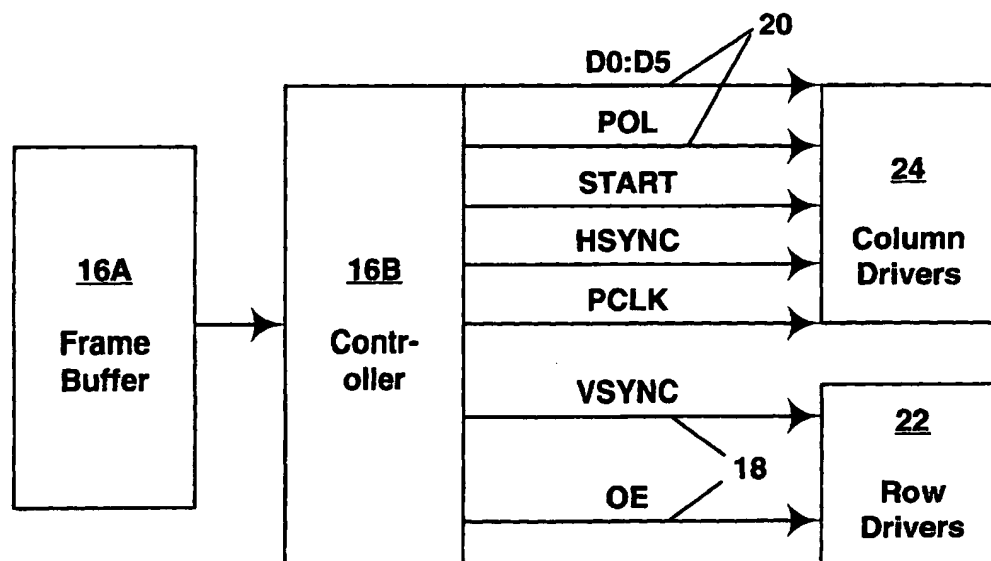 20
D0:D5
POL
START
HSYNC
PCLK
VSYNC
18
OE
16A
Frame
Buffer
16B
Contr-
oller
24
Column
Drivers
22
Row
Drivers